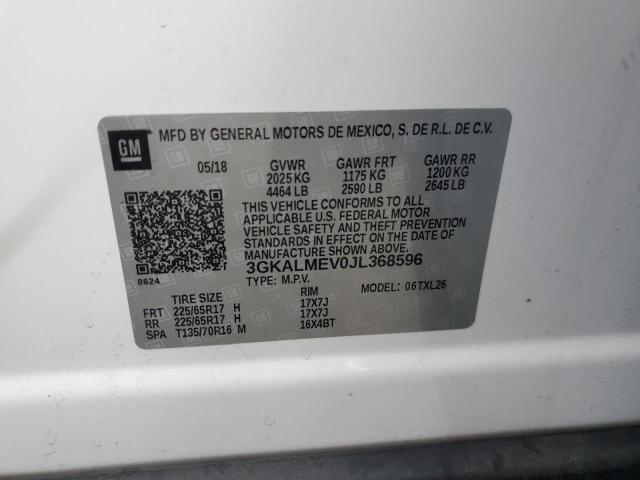 GM MFD BY GENERAL MOTORS DE MEXICO, S. DE R.L. DE C.V.
05/18 GVWR GAWR FRT GAWR RR
2025 KG 1175 KG 1200 KG
4464 LB 2590 LB 2645 LB
THIS VEHICLE CONFORMS TO ALL
APPLICABLE U.S. FEDERAL MOTOR
VEHICLE SAFETY AND THEFT PREVENTION
STANDARDS IN EFFECT ON THE DATE OF
MANUFACTURE SHOWN ABOVE.
3GKALMEV0JL368596
8624 TYPE: M.P.V. MODEL: 06TXL26
TIRE SIZE RIM
FRT 225/65R17 H 17X7J
RR 225/65R17 H 17X7J
SPA T135/70R16 M 16X4BT